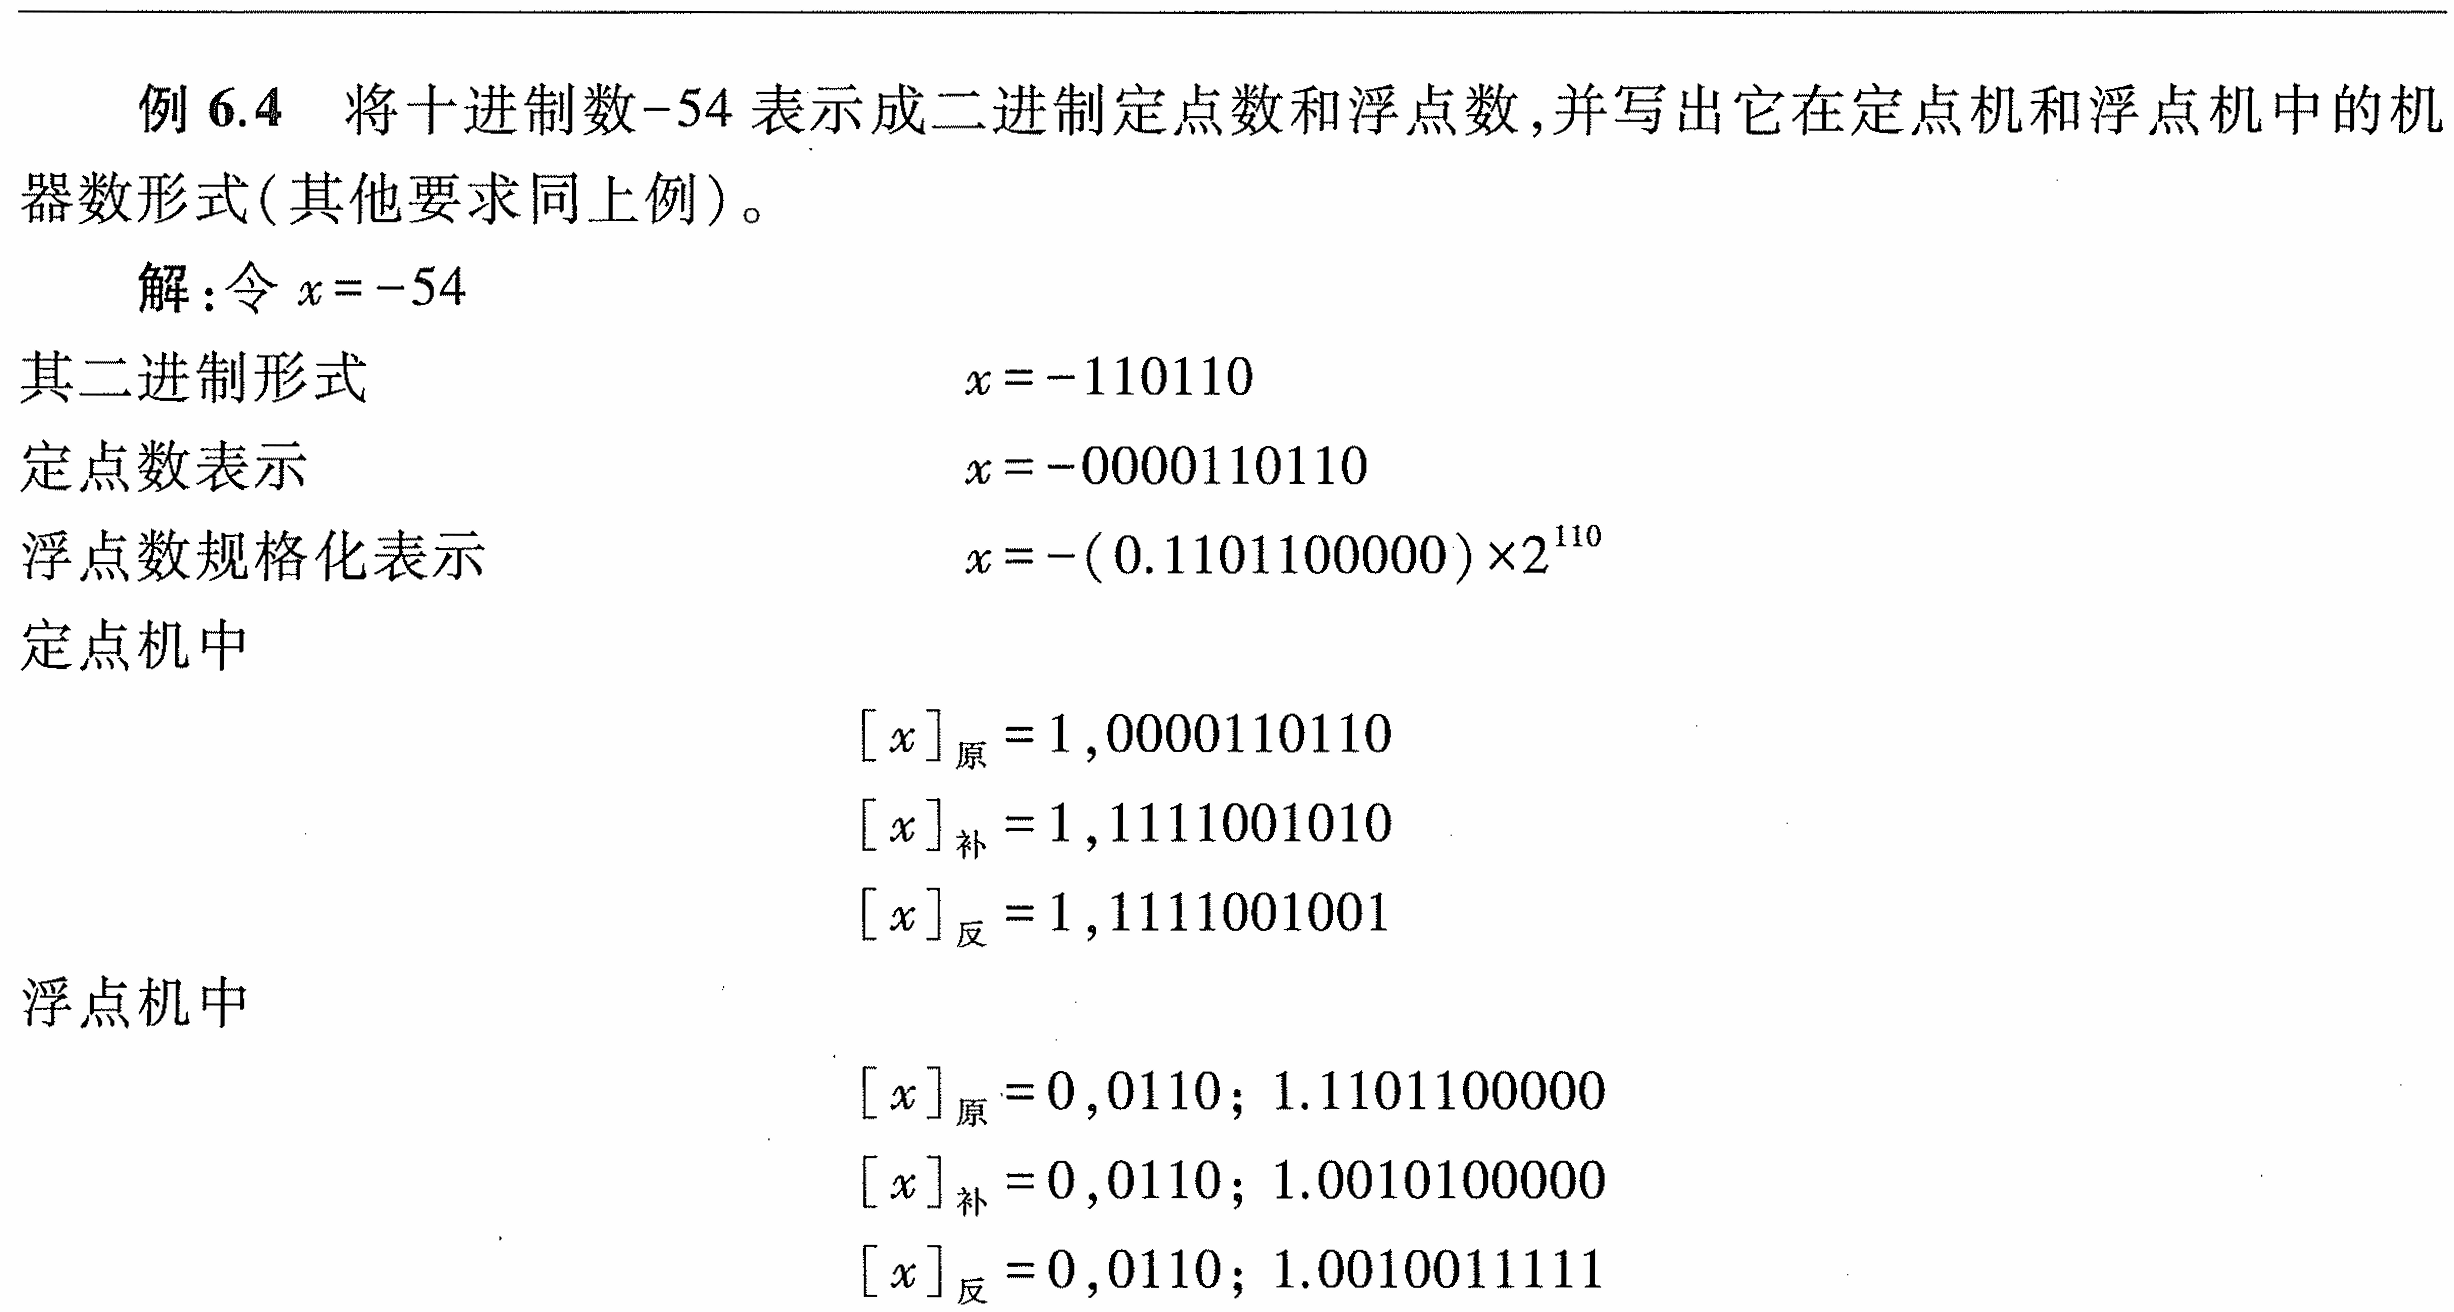 例 6.4 将十进制数-54 表示成二进制定点数和浮点数,并写出它在定点机和浮点机中的机
器数形式(其他要求同上例)。
解:令 x=-54
其二进制形式 x=-110110
定点数表示 x=-0000110110
浮点数规格化表示 x=-(0.1101100000)×2^110
定点机中
[x]原=1,0000110110
[x]补=1,1111001010
[x]反=1,1111001001
浮点机中
[x]原=0,0110; 1.1101100000
[x]补=0,0110; 1.0010100000
[x]反=0,0110; 1.0010011111